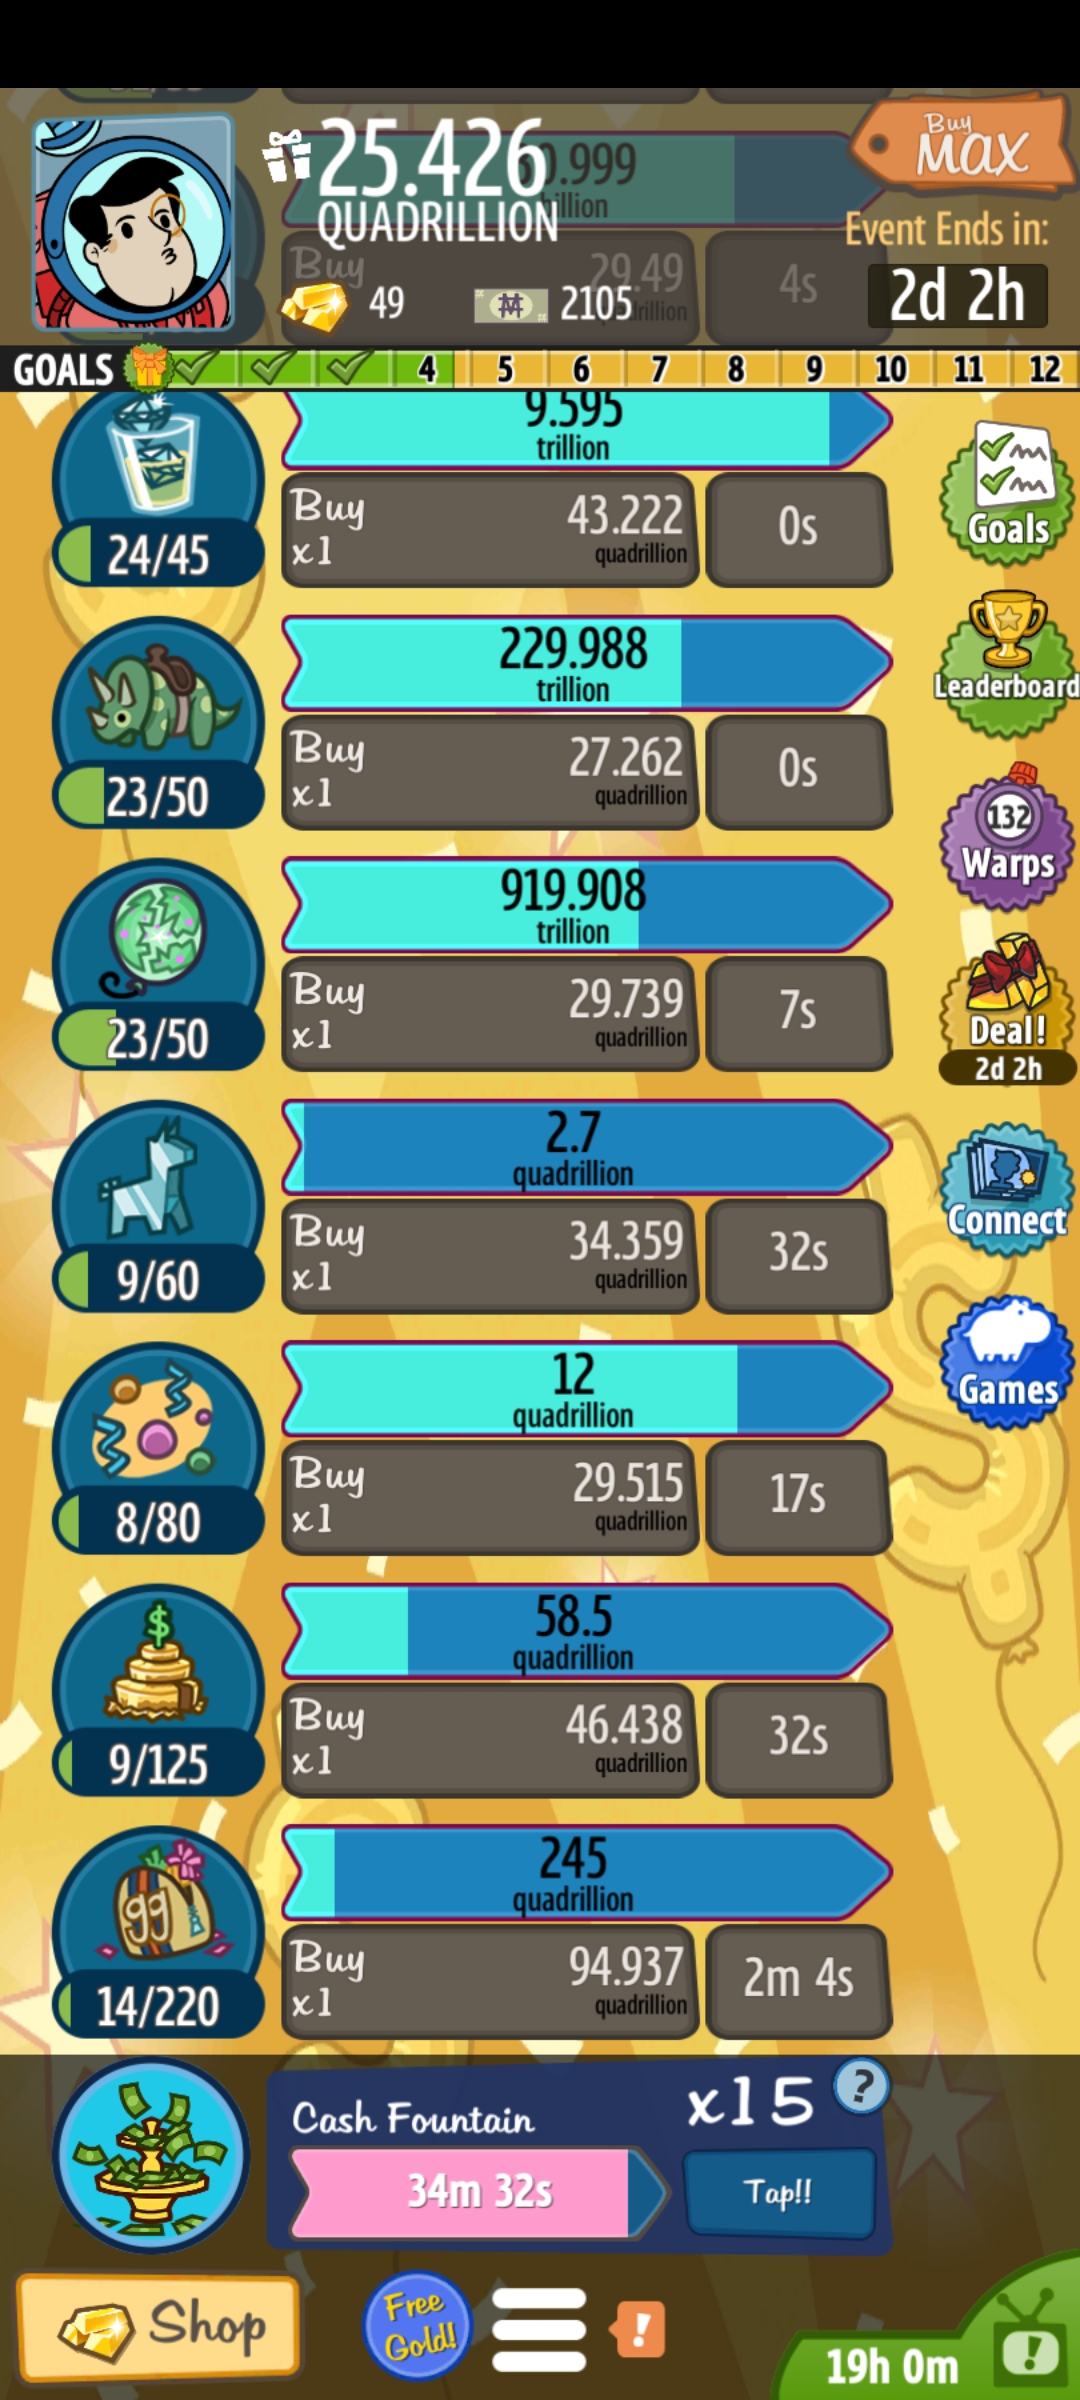 25.426
QUADRILLION
Buy
MAX
Event Ends in:
2d 2h
49
2105
Buy
29.49
4s
GOALS 4 5 6 7 8 9 10 11 12
9.595
trillion
24/45
Buy
x1
43.222
quadrillion
0s
Goals
229.988
trillion
23/50
Buy
x1
27.262
quadrillion
0s
Leaderboard
919.908
trillion
23/50
Buy
x1
29.739
quadrillion
7s
132
Warps
Deal!
2d 2h
2.7
quadrillion
9/60
Buy
x1
34.359
quadrillion
32s
Connect
12
quadrillion
8/80
Buy
x1
29.515
quadrillion
17s
Games
58.5
quadrillion
$
9/125
Buy
x1
46.438
quadrillion
32s
245
quadrillion
99
14/220
Buy
x1
94.937
quadrillion
2m 4s
Cash Fountain
x15
?
34m 32s
Tap!!
Shop
Free
Gold!
!
19h 0m
!